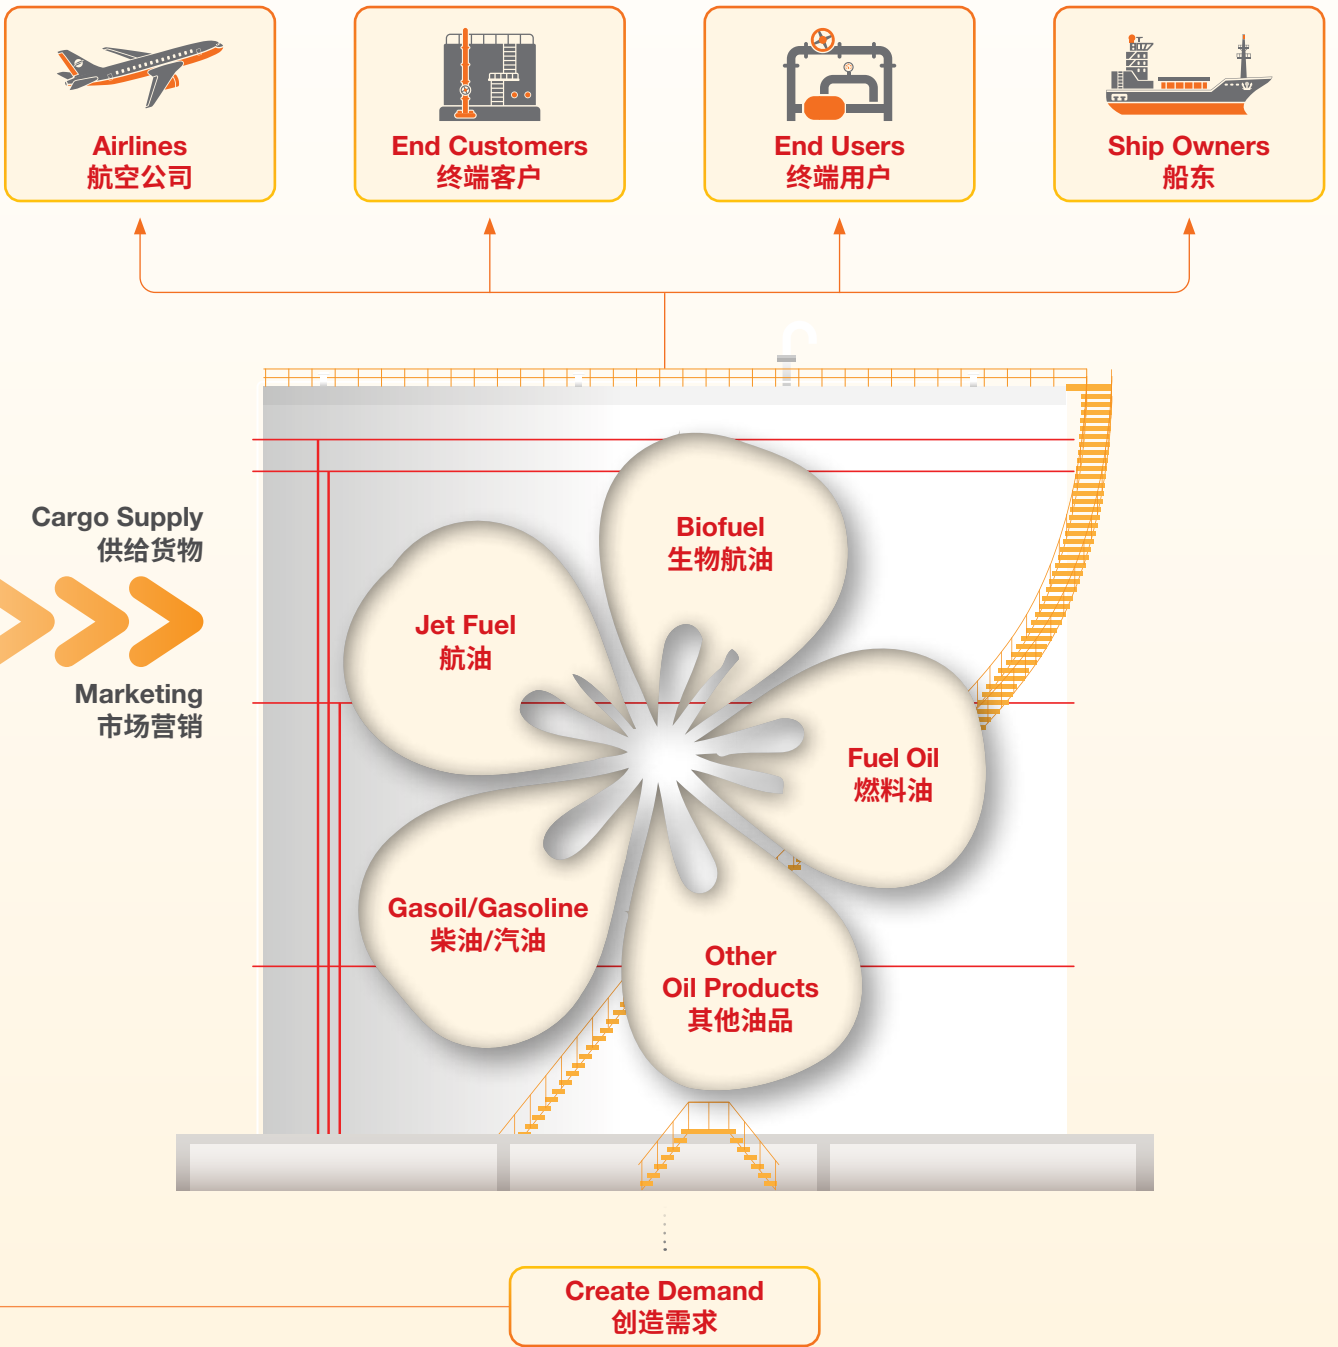 Airlines
航空公司
End Customers
终端客户
End Users
终端用户
Ship Owners
船东
Cargo Supply
供给货物
Marketing
市场营销
Biofuel
生物航油
Jet Fuel
航油
Fuel Oil
燃料油
Gasoil/Gasoline
柴油/汽油
Other
Oil Products
其他油品
Create Demand
创造需求